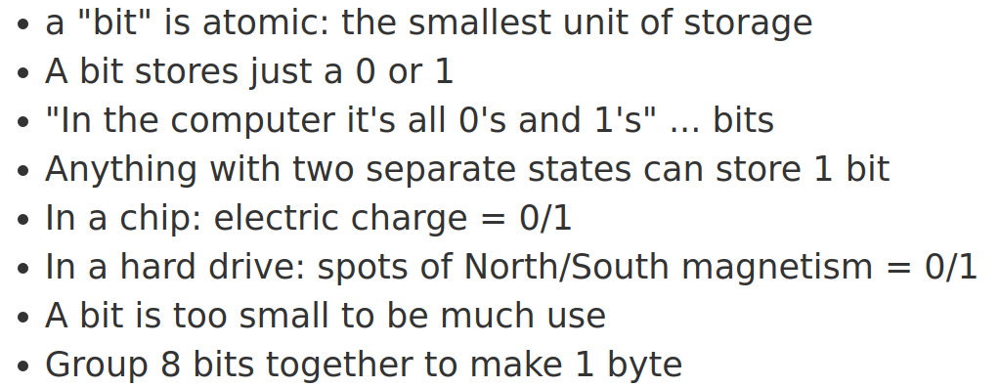 • a "bit" is atomic: the smallest unit of storage
• A bit stores just a 0 or 1
• "In the computer it's all 0's and 1's" ... bits
• Anything with two separate states can store 1 bit
• In a chip: electric charge = 0/1
• In a hard drive: spots of North/South magnetism = 0/1
• A bit is too small to be much use
• Group 8 bits together to make 1 byte